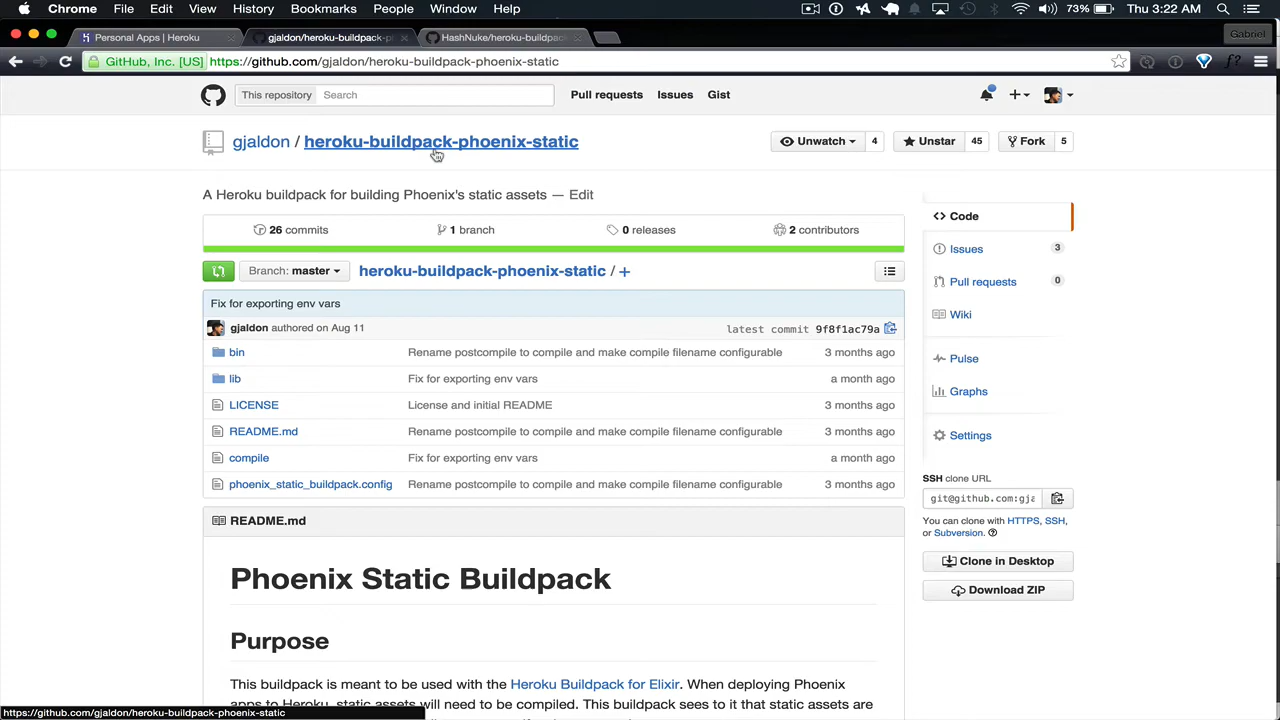 Chrome File Edit View History Bookmarks People Window Help 73% Thu 3:22 AM
Personal Apps | Heroku gjaldon/heroku-buildpack-pl HashNuke/heroku-buildpack- Gabriel
GitHub, Inc. [US] https://github.com/gjaldon/heroku-buildpack-phoenix-static
This repository Search Pull requests Issues Gist
gjaldon / heroku-buildpack-phoenix-static Unwatch 4 Unstar 45 Fork 5
A Heroku buildpack for building Phoenix's static assets — Edit
26 commits 1 branch 0 releases 2 contributors
Branch: master heroku-buildpack-phoenix-static / +
Fix for exporting env vars
gjaldon authored on Aug 11 latest commit 9f8f1ac79a
bin Rename postcompile to compile and make compile filename configurable 3 months ago
lib Fix for exporting env vars a month ago
LICENSE License and initial README 3 months ago
README.md Rename postcompile to compile and make compile filename configurable 3 months ago
compile Fix for exporting env vars a month ago
phoenix_static_buildpack.config Rename postcompile to compile and make compile filename configurable 3 months ago
<> Code
Issues 3
Pull requests 0
Wiki
Pulse
Graphs
Settings
SSH clone URL
git@github.com:gja
You can clone with HTTPS, SSH,
or Subversion.
Clone in Desktop
Download ZIP
README.md
Phoenix Static Buildpack
Purpose
This buildpack is meant to be used with the Heroku Buildpack for Elixir. When deploying Phoenix
apps to Heroku, static assets will need to be compiled. This buildpack sees to it that static assets are
https://github.com/gjaldon/heroku-buildpack-phoenix-static